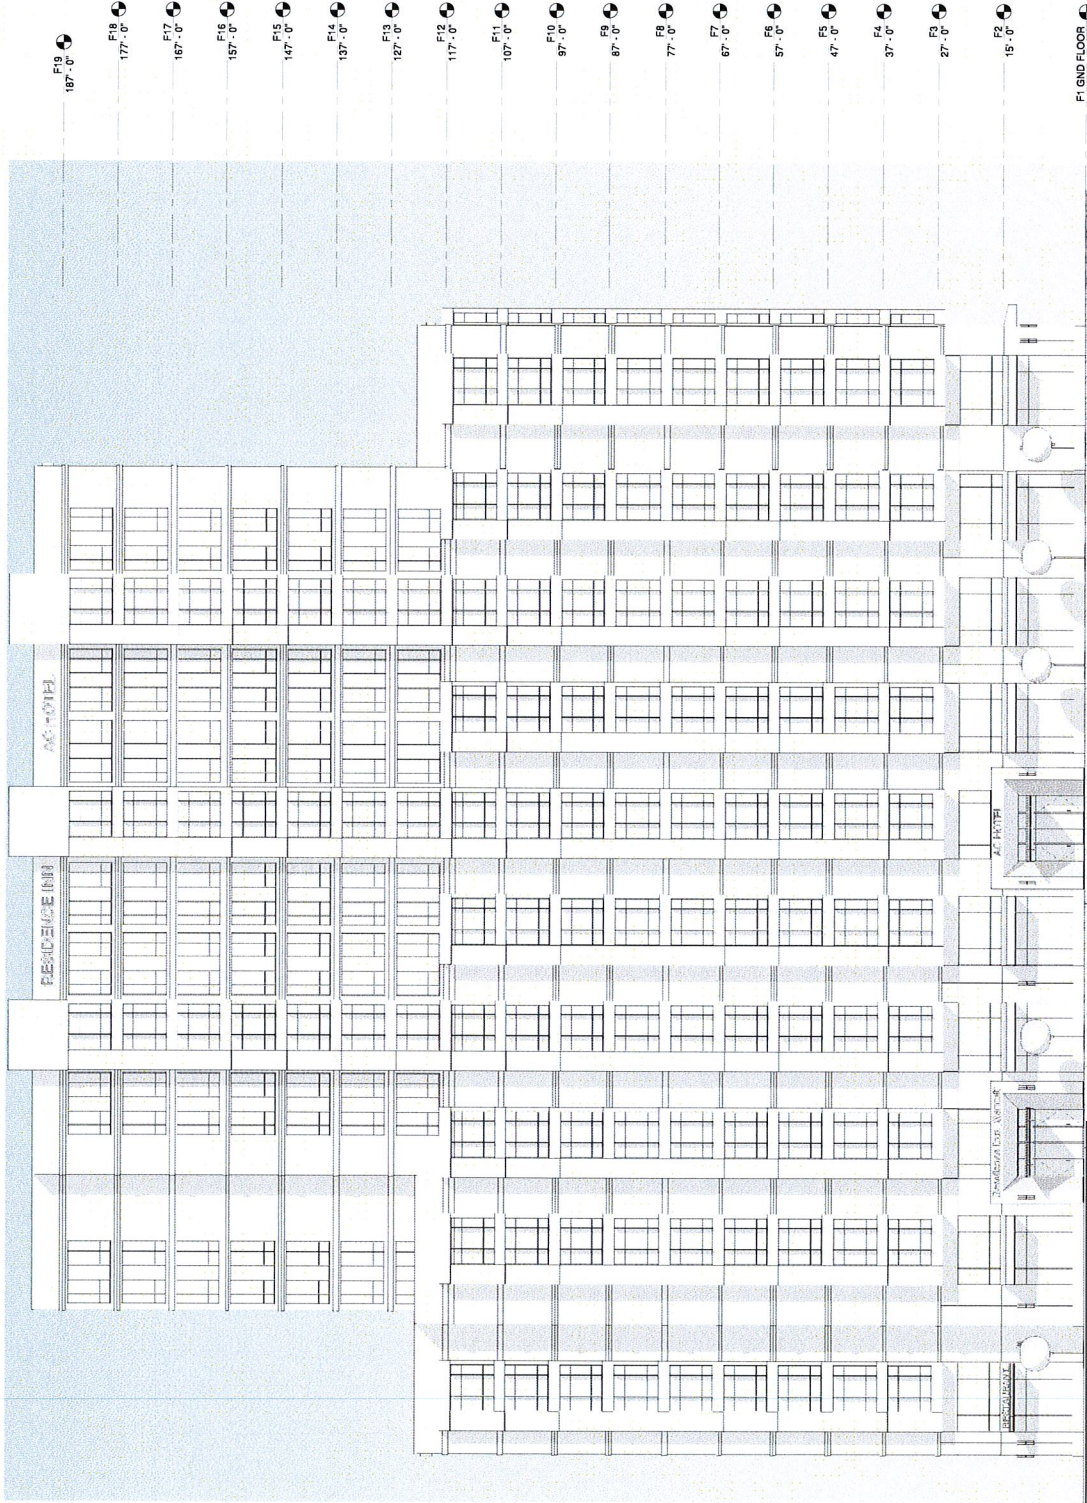 F19
187' - 0"
F18
177' - 0"
F17
167' - 0"
F16
157' - 0"
F15
147' - 0"
F14
137' - 0"
F13
127' - 0"
F12
117' - 0"
F11
107' - 0"
F10
97' - 0"
F9
87' - 0"
F8
77' - 0"
F7
67' - 0"
F6
57' - 0"
F5
47' - 0"
F4
37' - 0"
F3
27' - 0"
F2
15' - 0"
F1 GND FLOOR
RESIDENCE INN
AC HOTEL
RESTAURANT
Residence Inn
AC HOTEL